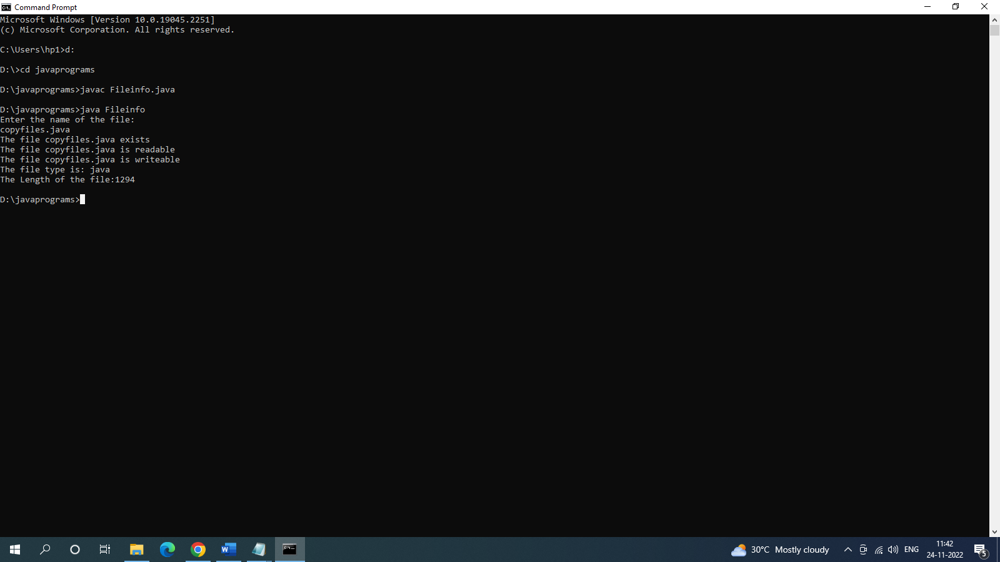 Command Prompt
Microsoft Windows [Version 10.0.19045.2251]
(c) Microsoft Corporation. All rights reserved.
C:\Users\hp1>d:
D:\>cd javaprograms
D:\javaprograms>javac Fileinfo.java
D:\javaprograms>java Fileinfo
Enter the name of the file:
copyfiles.java
The file copyfiles.java exists
The file copyfiles.java is readable
The file copyfiles.java is writeable
The file type is: java
The Length of the file:1294
D:\javaprograms>
30°C Mostly cloudy
ENG
11:42
24-11-2022
5